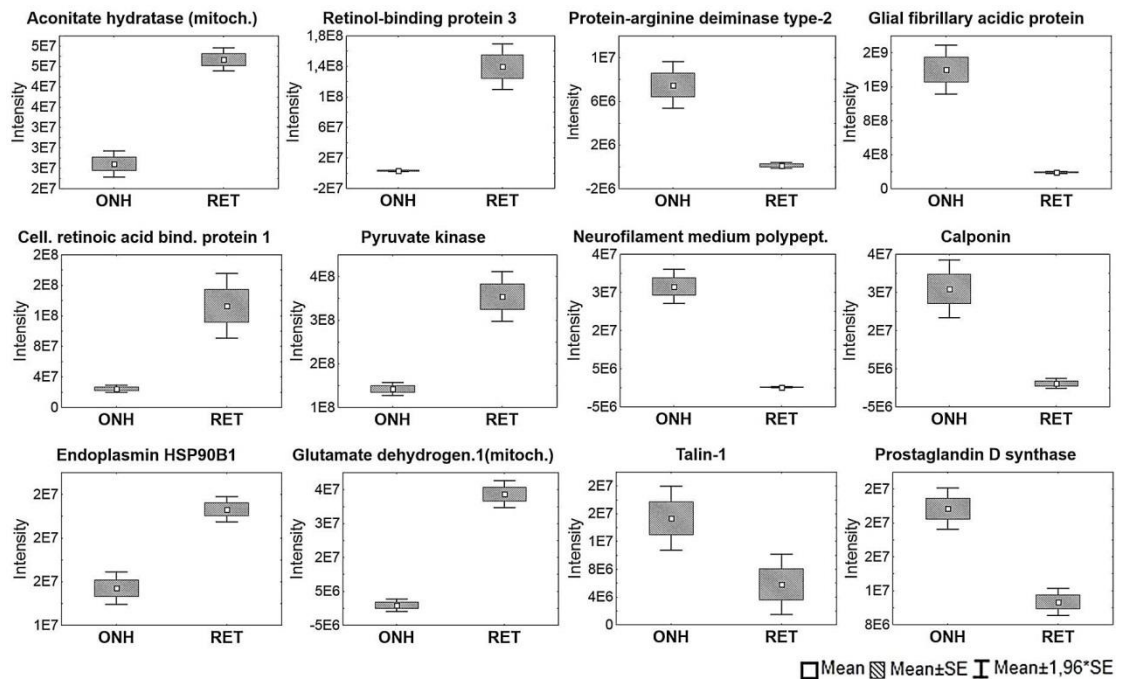 Aconitate hydratase (mitoch.)
Intensity
5E7
5E7
4E7
4E7
3E7
3E7
3E7
2E7
ONH RET
Retinol-binding protein 3
Intensity
1,8E8
1,4E8
1E8
6E7
2E7
-2E7
ONH RET
Protein-arginine deiminase type-2
Intensity
1E7
6E6
2E6
-2E6
ONH RET
Glial fibrillary acidic protein
Intensity
2E9
1E9
8E8
4E8
0
ONH RET
Cell. retinoic acid bind. protein 1
Intensity
2E8
2E8
1E8
8E7
4E7
0
ONH RET
Pyruvate kinase
Intensity
4E8
3E8
2E8
1E8
ONH RET
Neurofilament medium polypept.
Intensity
4E7
3E7
2E7
5E6
-5E6
ONH RET
Calponin
Intensity
4E7
3E7
2E7
5E6
-5E6
ONH RET
Endoplasmin HSP90B1
Intensity
2E7
2E7
2E7
1E7
ONH RET
Glutamate dehydrogen.1(mitoch.)
Intensity
4E7
3E7
2E7
5E6
-5E6
ONH RET
Talin-1
Intensity
2E7
2E7
1E7
8E6
4E6
0
ONH RET
Prostaglandin D synthase
Intensity
2E7
2E7
2E7
1E7
8E6
ONH RET
Mean Mean±SE Mean±1,96*SE